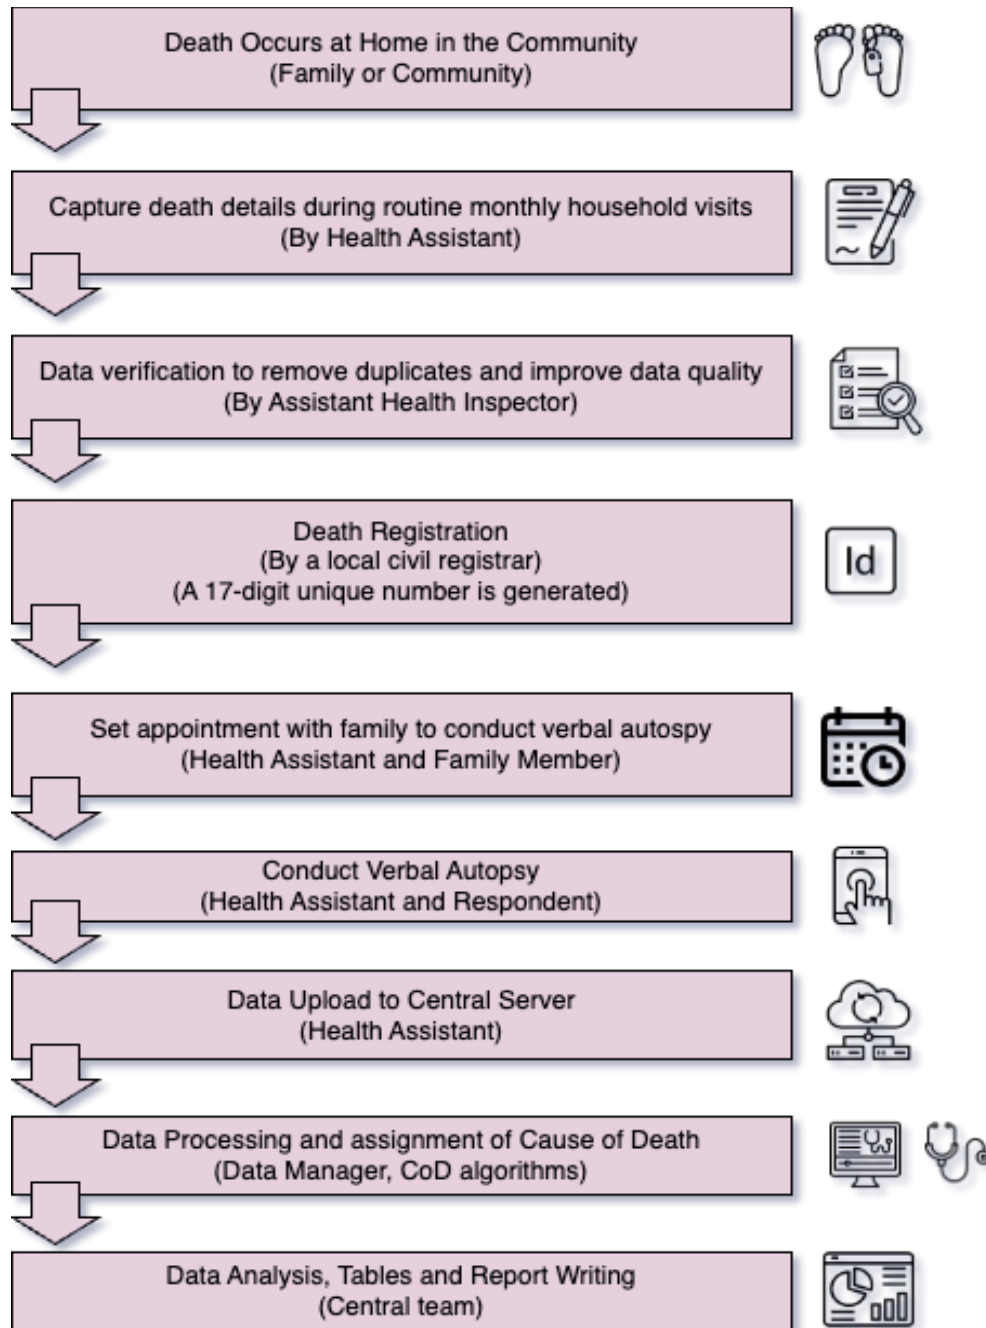 Death Occurs at Home in the Community
(Family or Community)
Capture death details during routine monthly household visits
(By Health Assistant)
Data verification to remove duplicates and improve data quality
(By Assistant Health Inspector)
Death Registration
(By a local civil registrar)
(A 17-digit unique number is generated)
Id
Set appointment with family to conduct verbal autospy
(Health Assistant and Family Member)
Conduct Verbal Autopsy
(Health Assistant and Respondent)
Data Upload to Central Server
(Health Assistant)
Data Processing and assignment of Cause of Death
(Data Manager, CoD algorithms)
Data Analysis, Tables and Report Writing
(Central team)